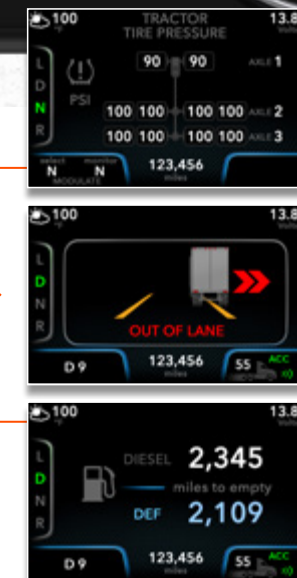 100 TRACTOR 13.8
°F TIRE PRESSURE Volts
L 90 90 AXLE 1
D
N PSI 100 100 100 100 AXLE 2
R 100 100 100 100 AXLE 3
select monitor
N N 123,456
MODULATE miles
100 13.8
°F Volts
L
D
N
R OUT OF LANE
D 9 123,456 55 ACC
miles
100 13.8
°F Volts
L DIESEL 2,345
D miles to empty
N DEF 2,109
R
D 9 123,456 55 ACC
miles